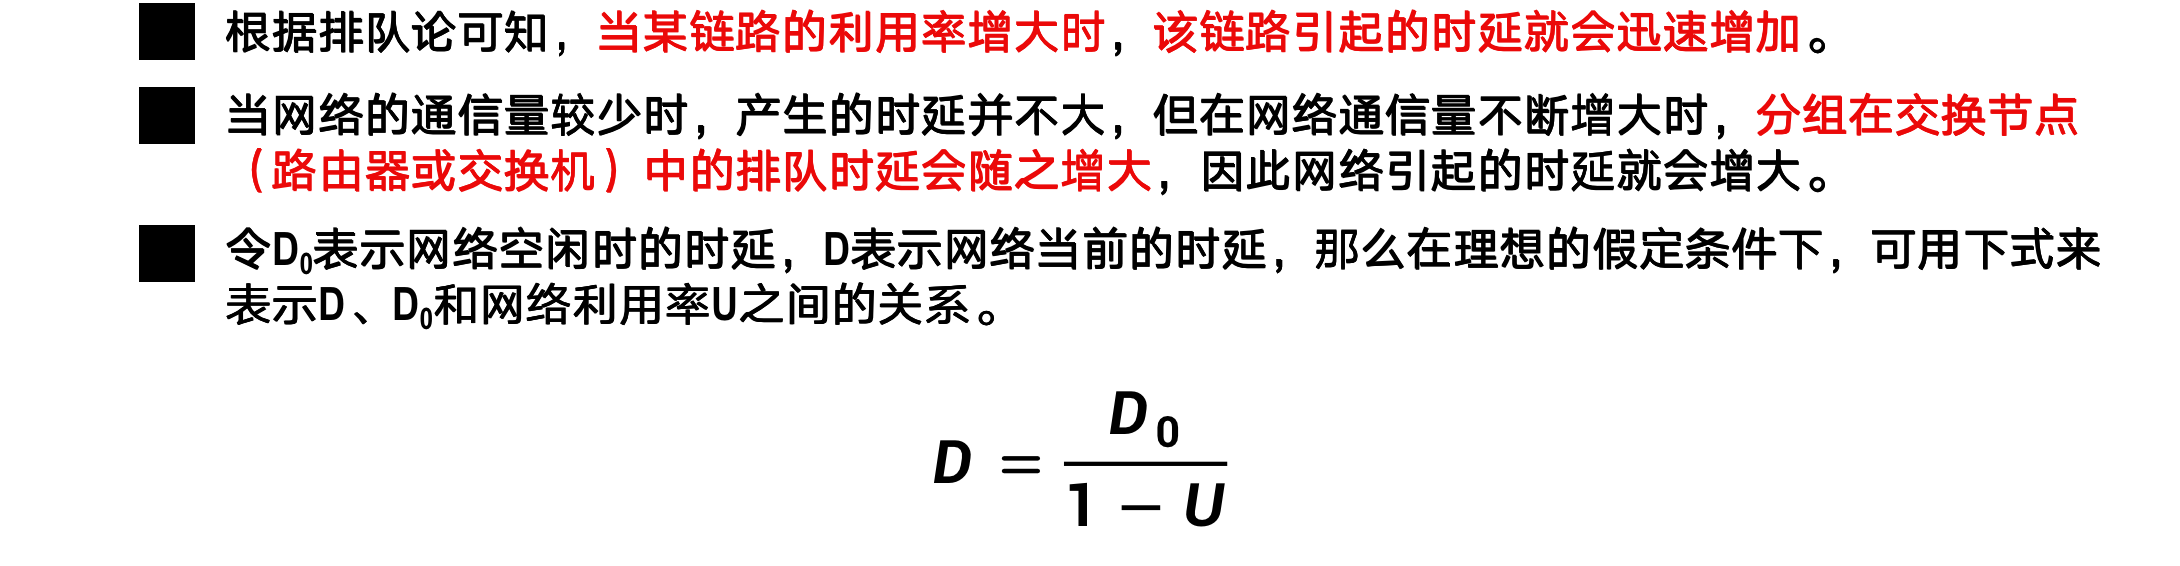 根据排队论可知，当某链路的利用率增大时，该链路引起的时延就会迅速增加。
当网络的通信量较少时，产生的时延并不大，但在网络通信量不断增大时，分组在交换节点
（路由器或交换机）中的排队时延会随之增大，因此网络引起的时延就会增大。
令D₀表示网络空闲时的时延，D表示网络当前的时延，那么在理想的假定条件下，可用下式来
表示D、D₀和网络利用率U之间的关系。
D = D₀ / (1 − U)